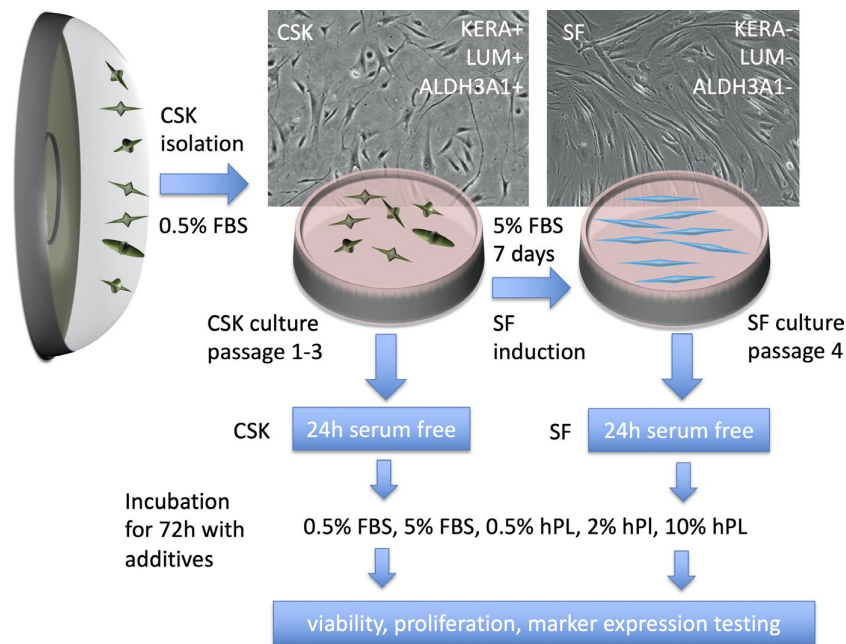 CSK
isolation
0.5% FBS
CSK
KERA+
LUM+
ALDH3A1+
SF
KERA-
LUM-
ALDH3A1-
5% FBS
7 days
SF
induction
CSK culture
passage 1-3
SF culture
passage 4
CSK
24h serum free
SF
24h serum free
Incubation
for 72h with
additives
0.5% FBS, 5% FBS, 0.5% hPL, 2% hPl, 10% hPL
viability, proliferation, marker expression testing